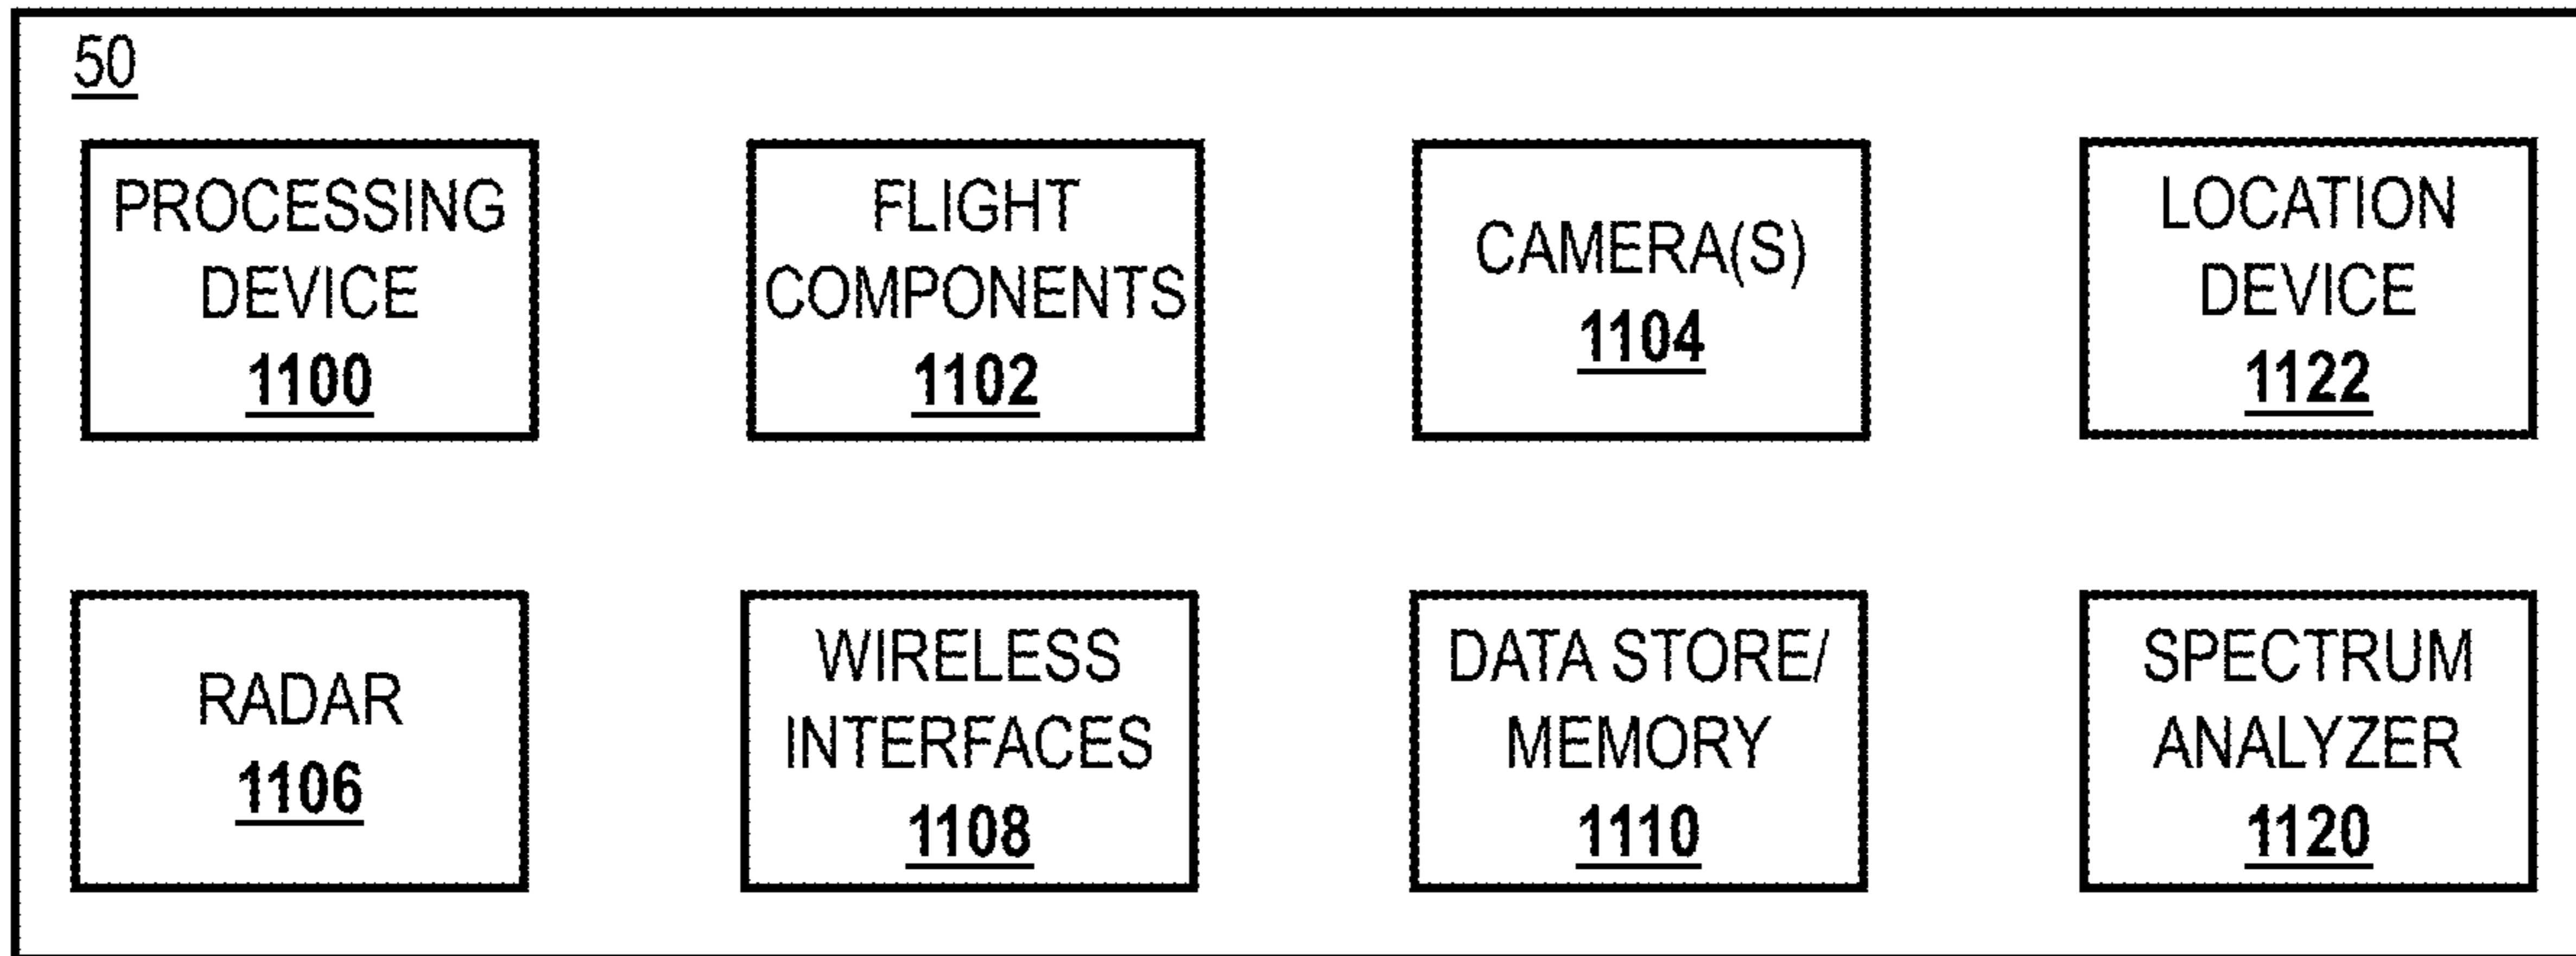 50
PROCESSING
DEVICE
1100
FLIGHT
COMPONENTS
1102
CAMERA(S)
1104
LOCATION
DEVICE
1122
RADAR
1106
WIRELESS
INTERFACES
1108
DATA STORE/
MEMORY
1110
SPECTRUM
ANALYZER
1120